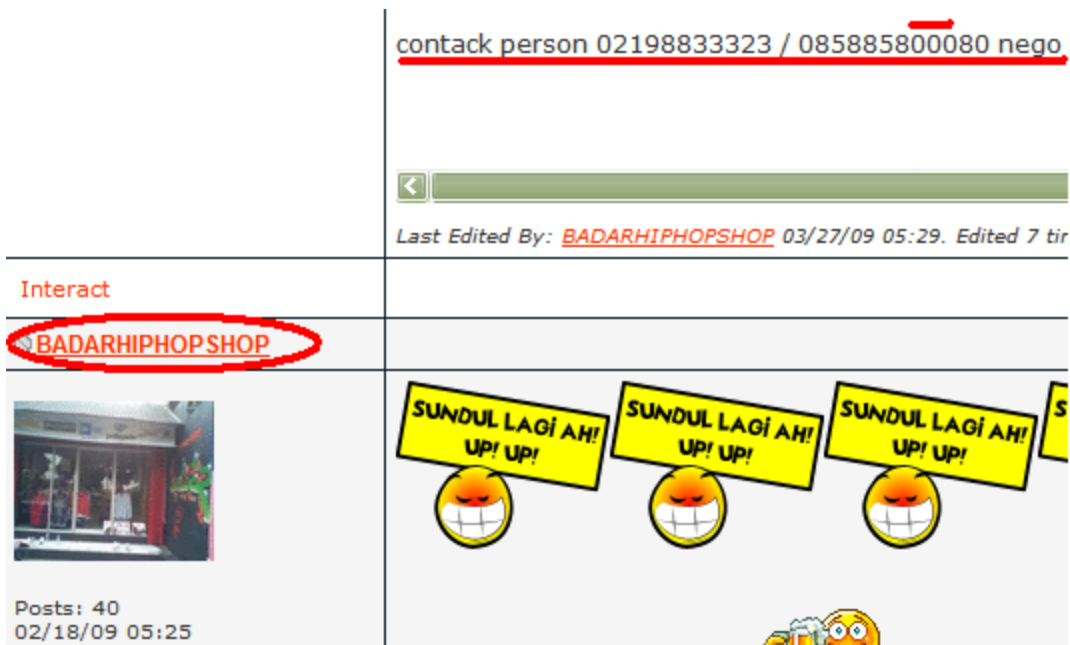 contack person 02198833323 / 085885800080 nego
Last Edited By: BADARHIPHOPSHOP 03/27/09 05:29. Edited 7 tir
Interact
BADARHIPHOPSHOP
SUNDUL LAGI AH!
UP! UP!
SUNDUL LAGI AH!
UP! UP!
SUNDUL LAGI AH!
UP! UP!
S
Posts: 40
02/18/09 05:25